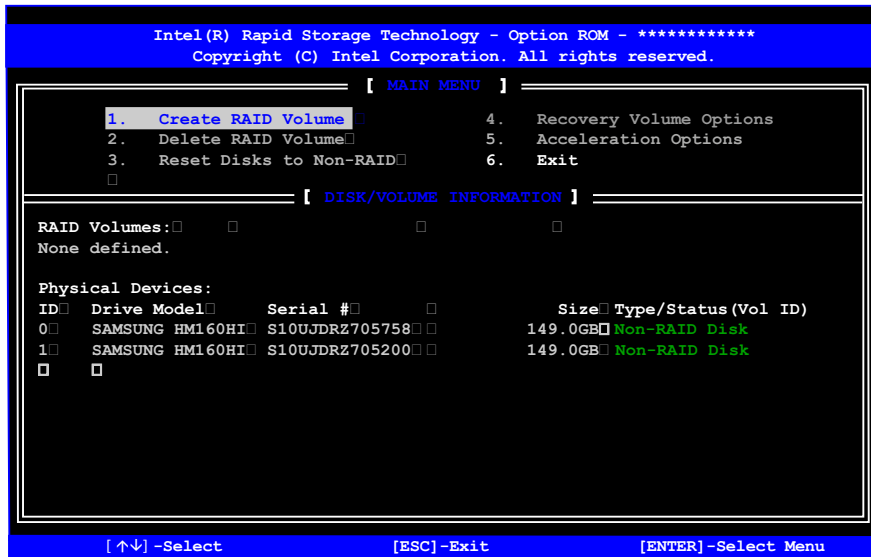 Intel(R) Rapid Storage Technology - Option ROM - ************
Copyright (C) Intel Corporation. All rights reserved.
[ MAIN MENU ]
1. Create RAID Volume 4. Recovery Volume Options
2. Delete RAID Volume 5. Acceleration Options
3. Reset Disks to Non-RAID 6. Exit
[ DISK/VOLUME INFORMATION ]
RAID Volumes:
None defined.
Physical Devices:
ID Drive Model Serial # Size Type/Status(Vol ID)
0 SAMSUNG HM160HI S10UJDRZ705758 149.0GB Non-RAID Disk
1 SAMSUNG HM160HI S10UJDRZ705200 149.0GB Non-RAID Disk
[↑↓]-Select [ESC]-Exit [ENTER]-Select Menu